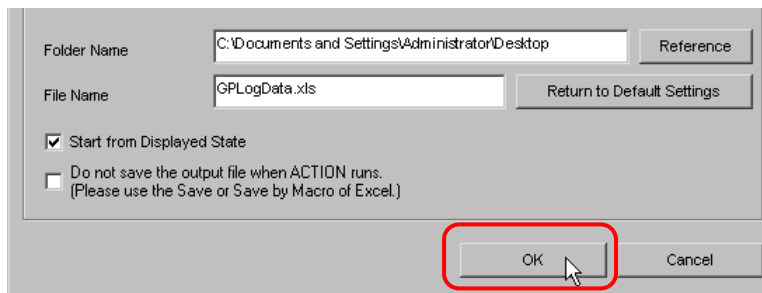 Folder Name C:\Documents and Settings\Administrator\Desktop Reference
File Name GPLogData.xls Return to Default Settings
Start from Displayed State
Do not save the output file when ACTION runs.
(Please use the Save or Save by Macro of Excel.)
OK Cancel